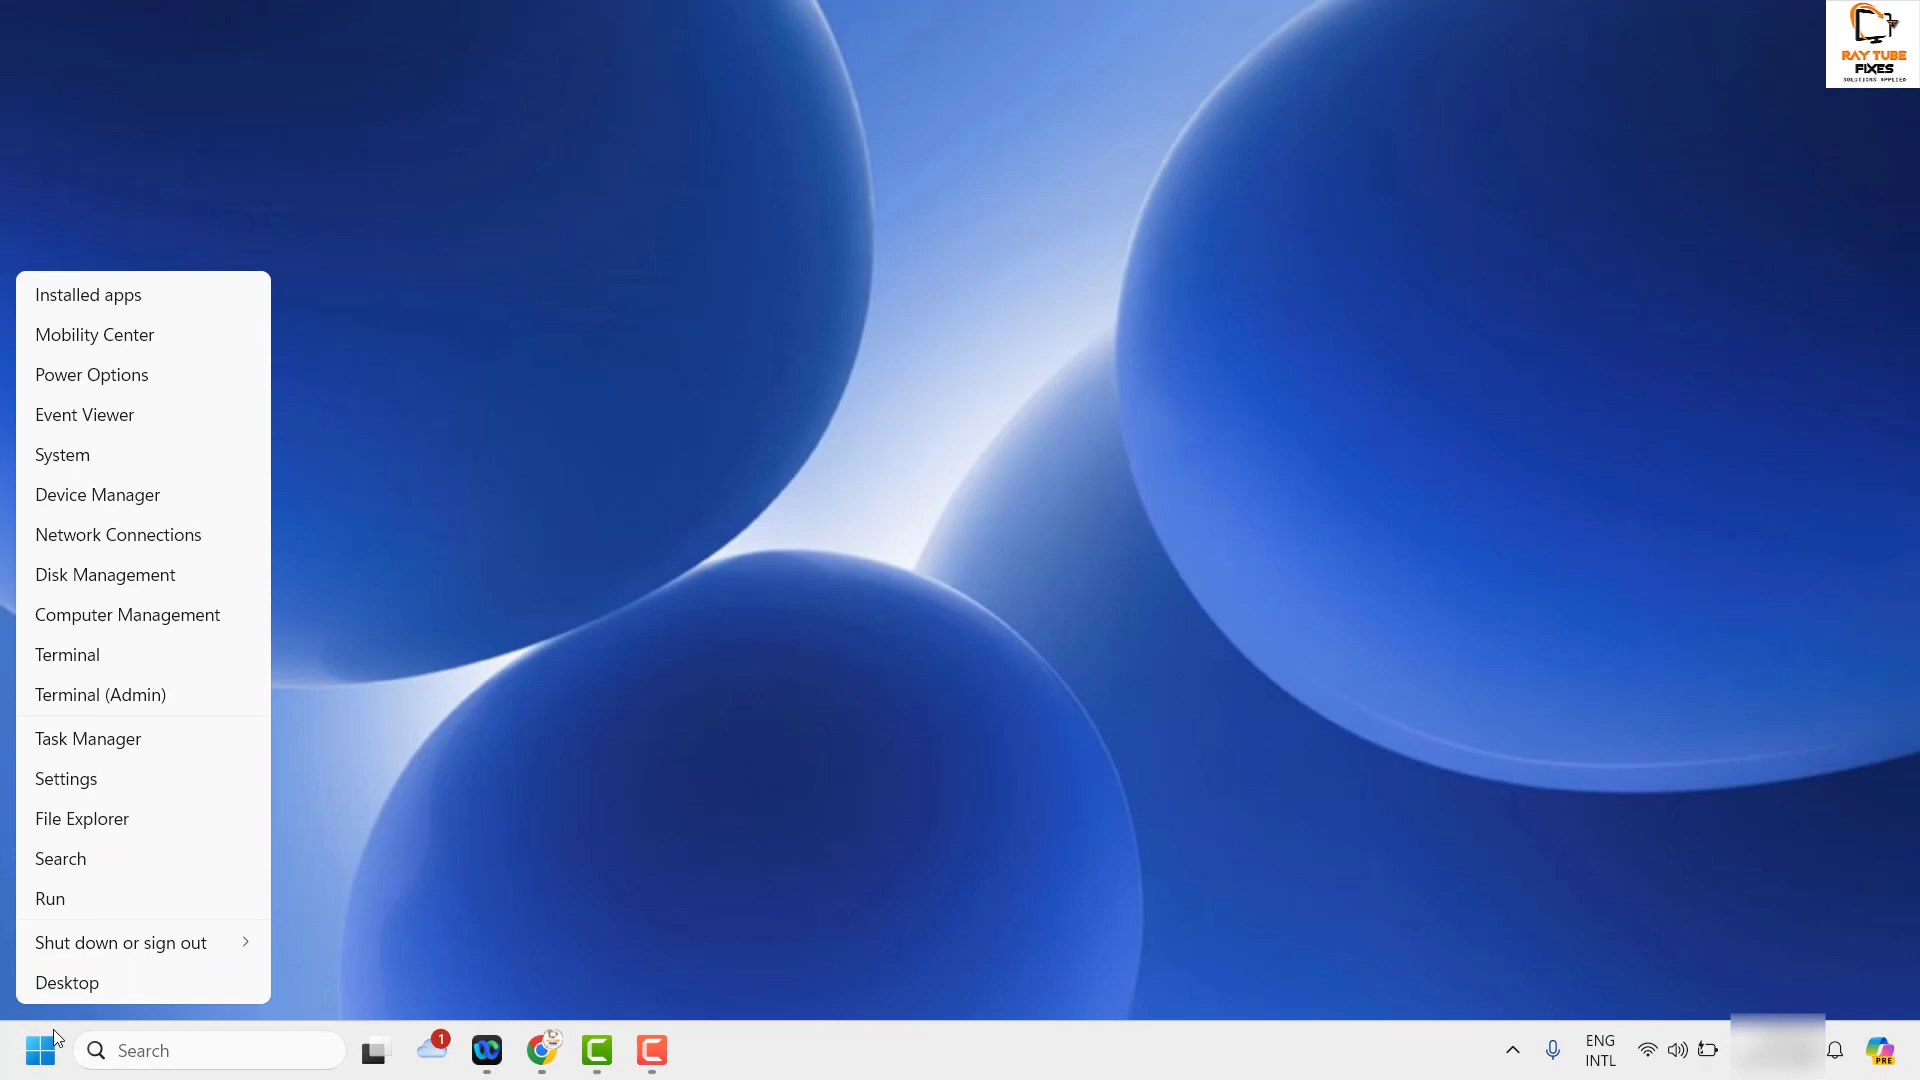 RAY TUBE
FIXES
SOLUTIONS APPLIED
Installed apps
Mobility Center
Power Options
Event Viewer
System
Device Manager
Network Connections
Disk Management
Computer Management
Terminal
Terminal (Admin)
Task Manager
Settings
File Explorer
Search
Run
Shut down or sign out
Desktop
Search
1
ENG
INTL
PRE